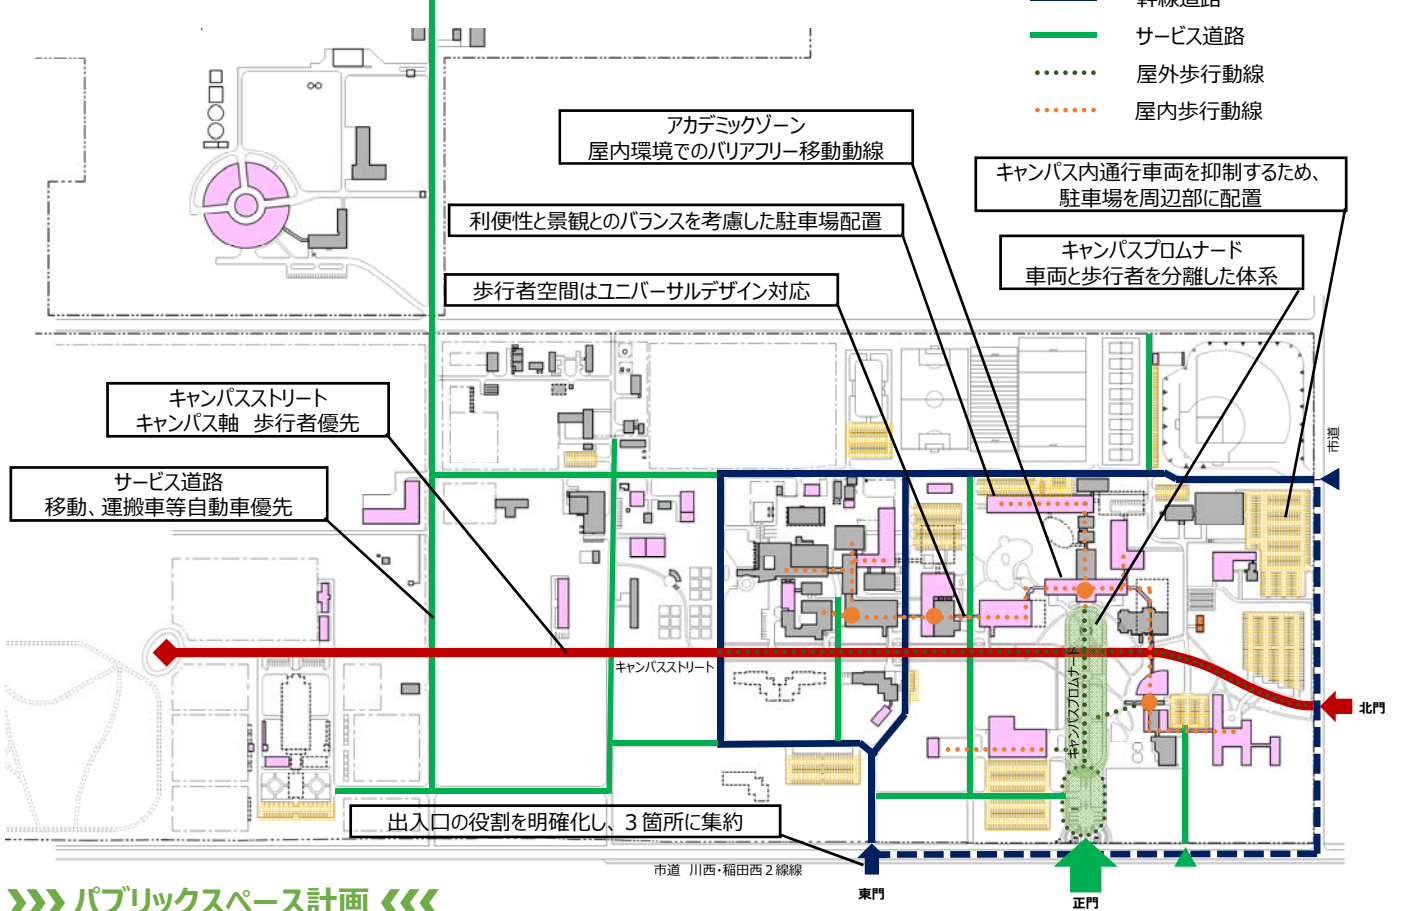 幹線道路
サービス道路
屋外歩行動線
屋内歩行動線
アカデミックゾーン
屋内環境でのバリアフリー移動動線
キャンパス内通行車両を抑制するため、
駐車場を周辺部に配置
利便性と景観とのバランスを考慮した駐車場配置
キャンパスプロムナード
車両と歩行者を分離した体系
歩行者空間はユニバーサルデザイン対応
キャンパスストリート
キャンパス軸 歩行者優先
市道
サービス道路
移動、運搬車等自動車優先
キャンパスストリート
キャンパスプロムナード
北門
出入口の役割を明確化し、3箇所に集約
市道 川西・稲田西2線線
東門
正門
>>> パブリックスペース計画 <<<